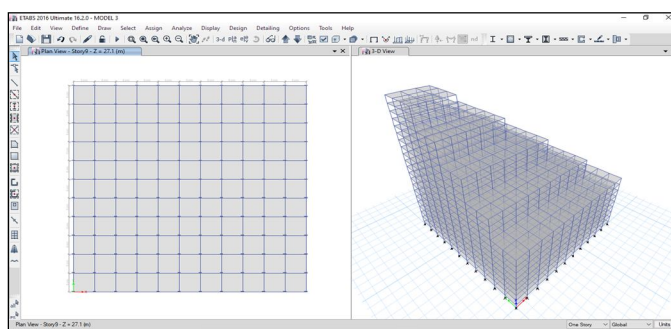 ETABS 2016 Ultimate 16.2.0 - MODEL 3
File Edit View Define Draw Select Assign Analyze Display Design Detailing Options Tools Help
Plan View - Story9 - Z = 27.1 (m)
3-D View
Plan View - Story9 - Z = 27.1 (m)
One Story Global Units